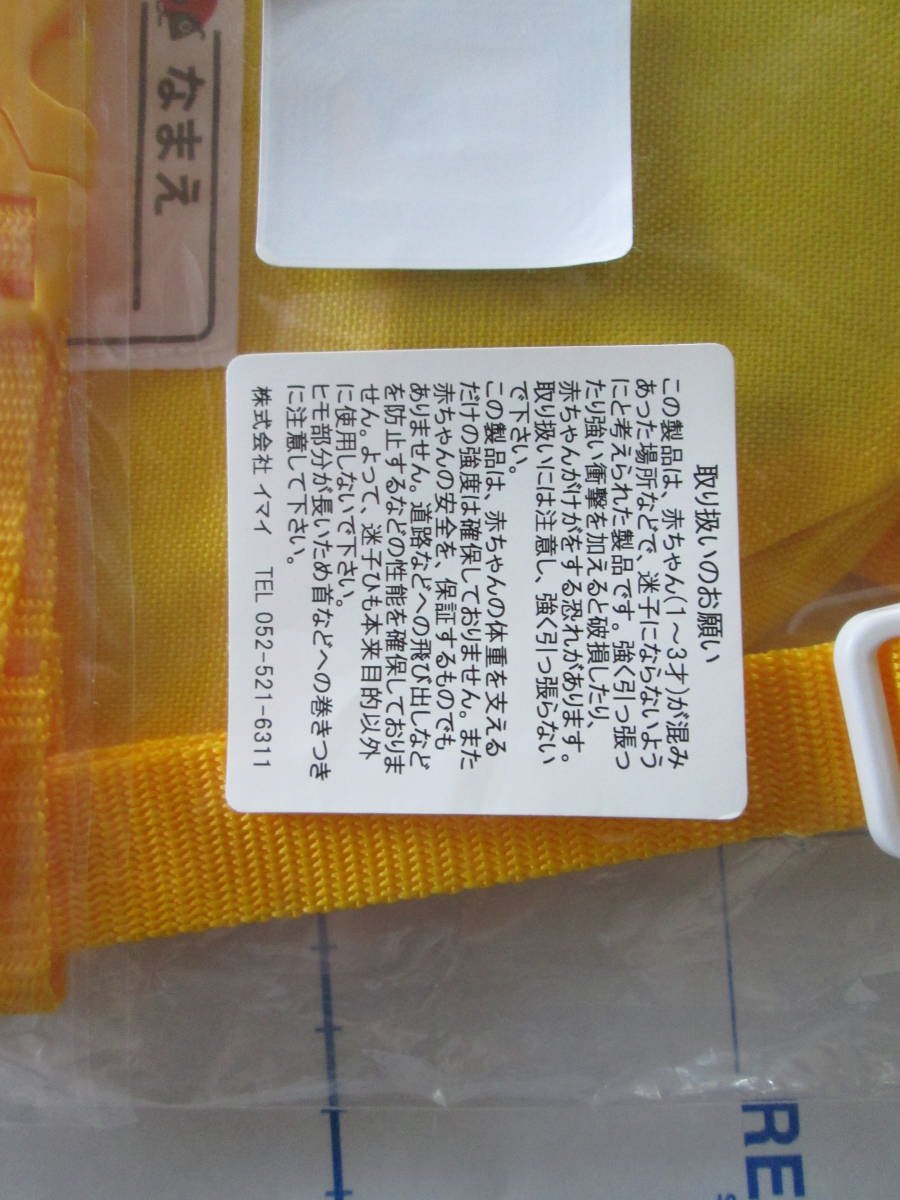 なまえ
取り扱いのお願い
この製品は、赤ちゃん(1～3才)が混み
あった場所などで、迷子にならないよう
にと考えられた製品です。強く引っ張っ
たり強い衝撃を加えると破損したり、
赤ちゃんがけがをする恐れがあります。
取り扱いには注意し、強く引っ張らない
で下さい。
この製品は、赤ちゃんの体重を支える
だけの強度は確保しておりません。また
赤ちゃんの安全を、保証するものでも
ありません。道路などへの飛び出しなど
を防止するなどの性能を確保しておりま
せん。よって、迷子ひも本来目的以外
に使用しないで下さい。
ヒモ部分が長いため首などへの巻きつき
に注意して下さい。
株式会社 イマイ TEL 052-521-6311
RE